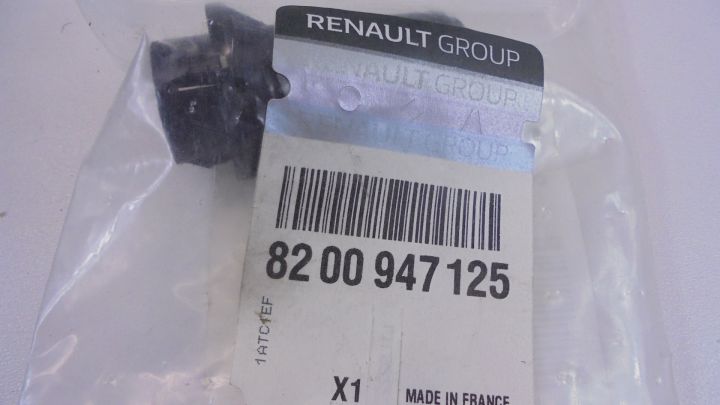 RENAULT GROUP
RENAULT GROUP
RENAULT GROUP
82 00 947 125
1ATC1EF
X1
MADE IN FRANCE